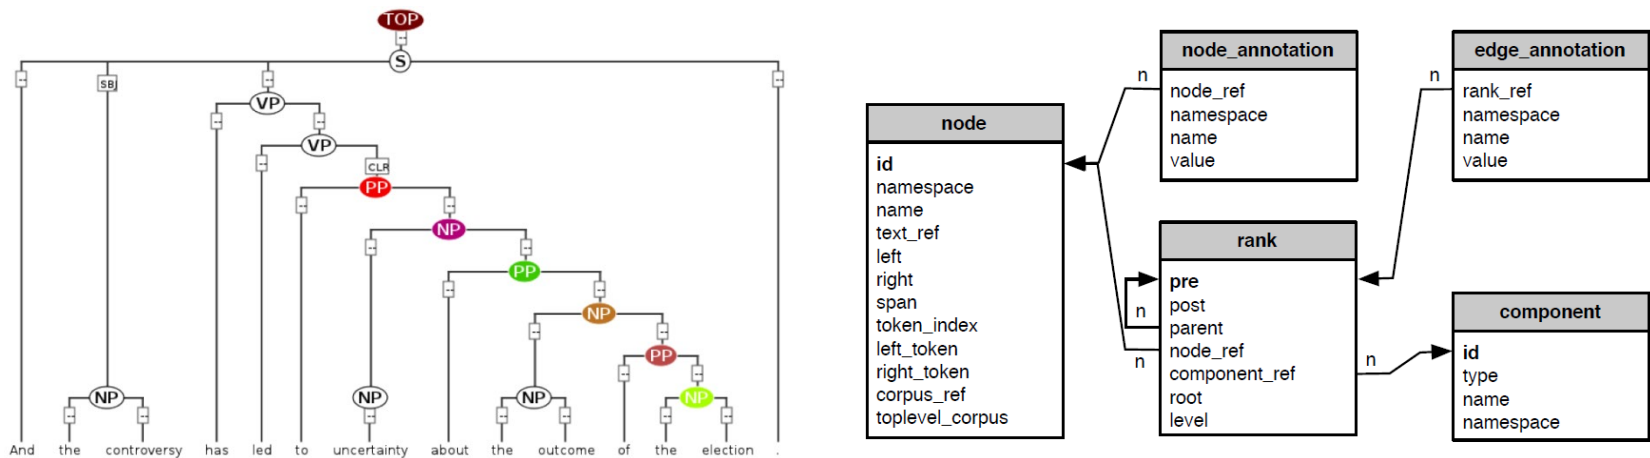 TOP
--
S
-- SBJ -- --
VP
-- --
VP
-- CLR
PP
-- --
NP
-- --
PP
-- --
NP
-- --
PP
-- --
NP NP NP NP
-- -- -- -- -- -- --
And the controversy has led to uncertainty about the outcome of the election .
node
id
namespace
name
text_ref
left
right
span
token_index
left_token
right_token
corpus_ref
toplevel_corpus
node_annotation
node_ref
namespace
name
value
n
n
rank
pre
post
parent
node_ref
component_ref
root
level
n
n
edge_annotation
rank_ref
namespace
name
value
n
component
id
type
name
namespace